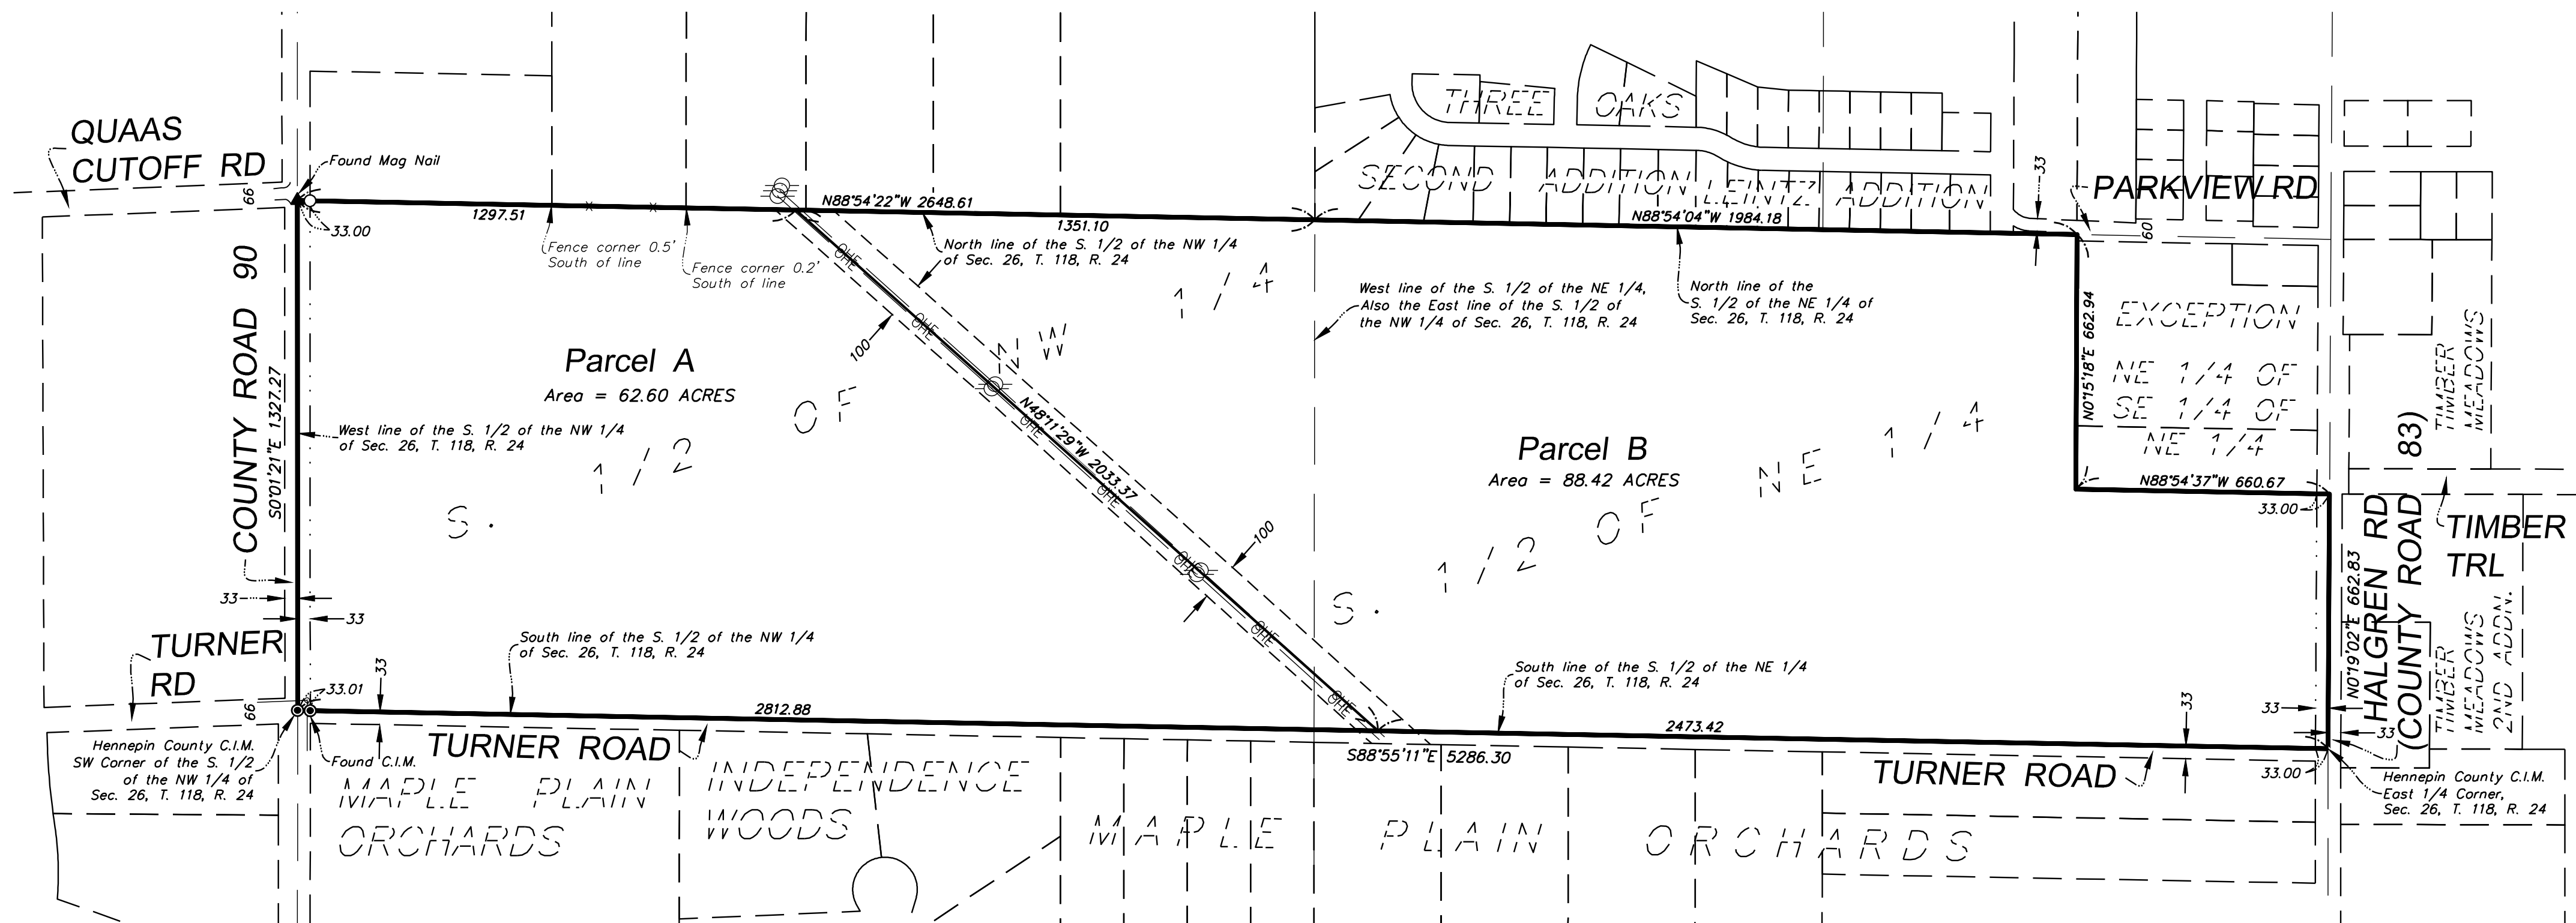 QUAAS
CUTOFF RD
66
Found Mag Nail
33.00
1297.51
N88°54'22"W 2648.61
1351.10
THREE OAKS
SECOND ADDITION
LEINTZ ADDITION
N88°54'04"W 1984.18
33
PARKVIEW RD
60
Fence corner 0.5'
South of line
Fence corner 0.2'
South of line
North line of the S. 1/2 of the NW 1/4
of Sec. 26, T. 118, R. 24
West line of the S. 1/2 of the NE 1/4,
Also the East line of the S. 1/2 of
the NW 1/4 of Sec. 26, T. 118, R. 24
North line of the
S. 1/2 of the NE 1/4 of
Sec. 26, T. 118, R. 24
EXCEPTION
NE 1/4 OF
SE 1/4 OF
NE 1/4
N0°15'18"E 662.94
N88°54'37"W 660.67
33.00
TIMBER
MEADOWS
COUNTY ROAD 90
S0°01'21"E 1327.27
Parcel A
Area = 62.60 ACRES
West line of the S. 1/2 of the NW 1/4
of Sec. 26, T. 118, R. 24
S. 1/2 OF NW 1/4
OHE
OHE
100
N48°11'29"W 2033.37
OHE
OHE
OHE
100
OHE
OHE
Parcel B
Area = 88.42 ACRES
S. 1/2 OF NE 1/4
HALGREN RD
(COUNTY ROAD 83)
N0°19'02"E 662.83
TIMBER
TRL
TIMBER
MEADOWS
2ND ADDN.
33
33
TURNER
RD
66
33.01
33
South line of the S. 1/2 of the NW 1/4
of Sec. 26, T. 118, R. 24
South line of the S. 1/2 of the NE 1/4
of Sec. 26, T. 118, R. 24
2812.88
2473.42
S88°55'11"E 5286.30
33
33
33
33.00
Hennepin County C.I.M.
SW Corner of the S. 1/2
of the NW 1/4 of
Sec. 26, T. 118, R. 24
Found C.I.M.
TURNER ROAD
TURNER ROAD
Hennepin County C.I.M.
East 1/4 Corner,
Sec. 26, T. 118, R. 24
MAPLE PLAIN
ORCHARDS
INDEPENDENCE
WOODS
MAPLE PLAIN ORCHARDS